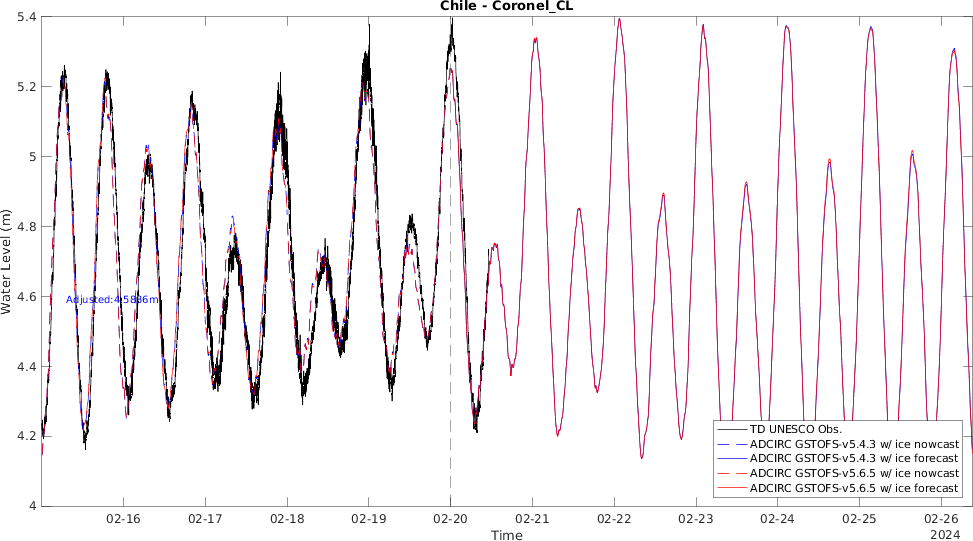 Chile - Coronel_CL
5.4
5.2
5
4.8
4.6
4.4
4.2
4
Water Level (m)
Adjusted:4.5836m
TD UNESCO Obs.
ADCIRC GSTOFS-v5.4.3 w/ ice nowcast
ADCIRC GSTOFS-v5.4.3 w/ ice forecast
ADCIRC GSTOFS-v5.6.5 w/ ice nowcast
ADCIRC GSTOFS-v5.6.5 w/ ice forecast
02-16 02-17 02-18 02-19 02-20 02-21 02-22 02-23 02-24 02-25 02-26
Time
2024